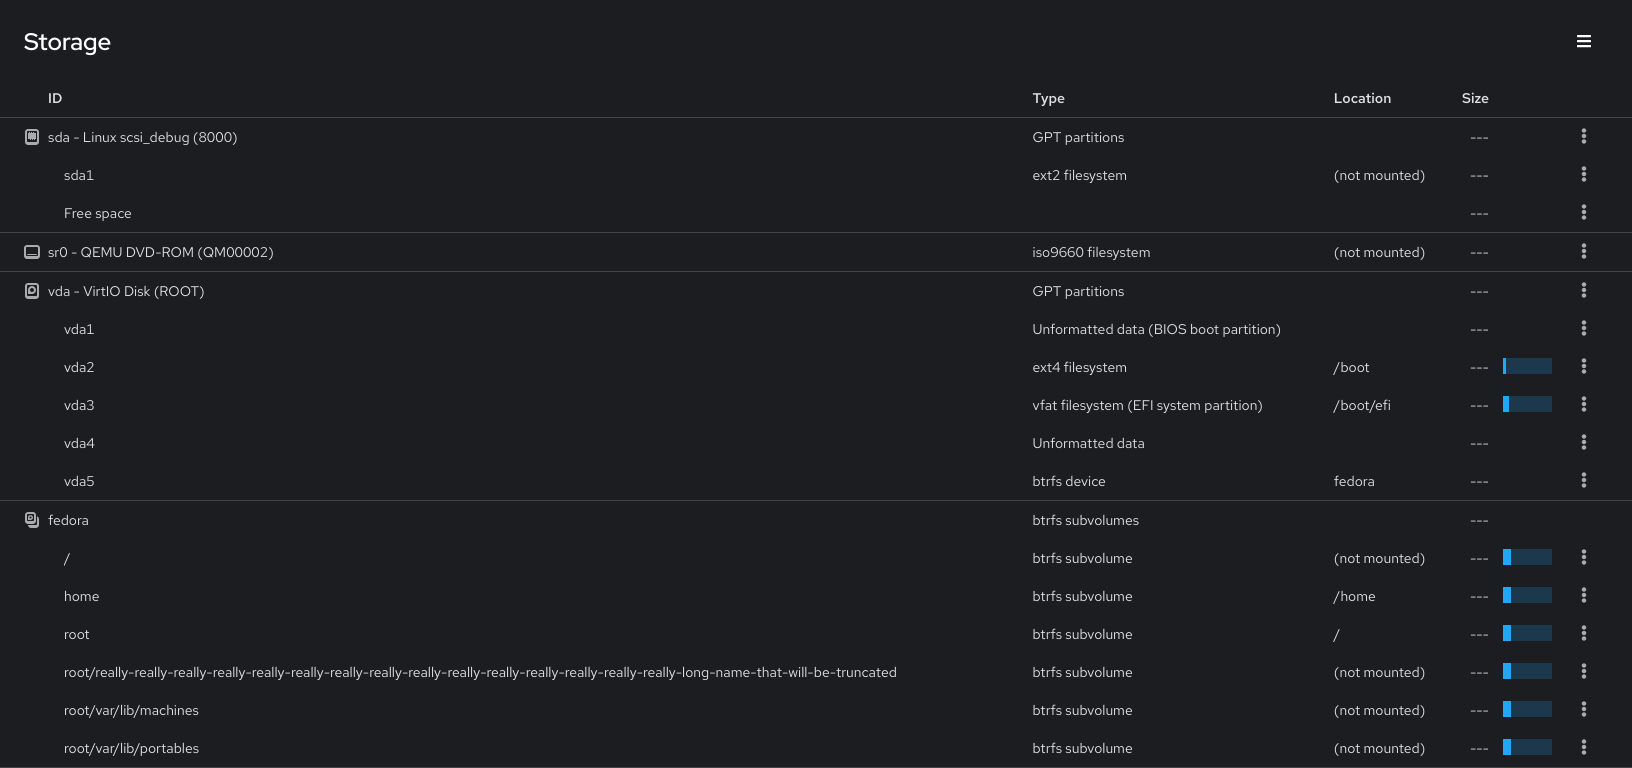 Storage
ID Type Location Size
sda - Linux scsi_debug (8000) GPT partitions ---
sda1 ext2 filesystem (not mounted) ---
Free space ---
sr0 - QEMU DVD-ROM (QM00002) iso9660 filesystem (not mounted) ---
vda - VirtIO Disk (ROOT) GPT partitions ---
vda1 Unformatted data (BIOS boot partition) ---
vda2 ext4 filesystem /boot ---
vda3 vfat filesystem (EFI system partition) /boot/efi ---
vda4 Unformatted data ---
vda5 btrfs device fedora ---
fedora btrfs subvolumes ---
/ btrfs subvolume (not mounted) ---
home btrfs subvolume /home ---
root btrfs subvolume / ---
root/really-really-really-really-really-really-really-really-really-really-really-really-really-really-really-long-name-that-will-be-truncated btrfs subvolume (not mounted) ---
root/var/lib/machines btrfs subvolume (not mounted) ---
root/var/lib/portables btrfs subvolume (not mounted) ---